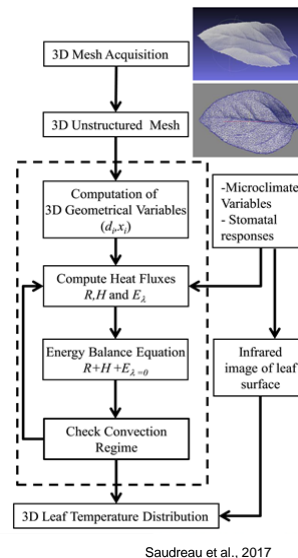 3D Mesh Acquisition
3D Unstructured Mesh
Computation of
3D Geometrical Variables
(dᵢ,xᵢ)
-Microclimate
Variables
- Stomatal
responses
Compute Heat Fluxes
R,H and Eλ
Energy Balance Equation
R+H +Eλ =0
Infrared
image of leaf
surface
Check Convection
Regime
3D Leaf Temperature Distribution
Saudreau et al., 2017